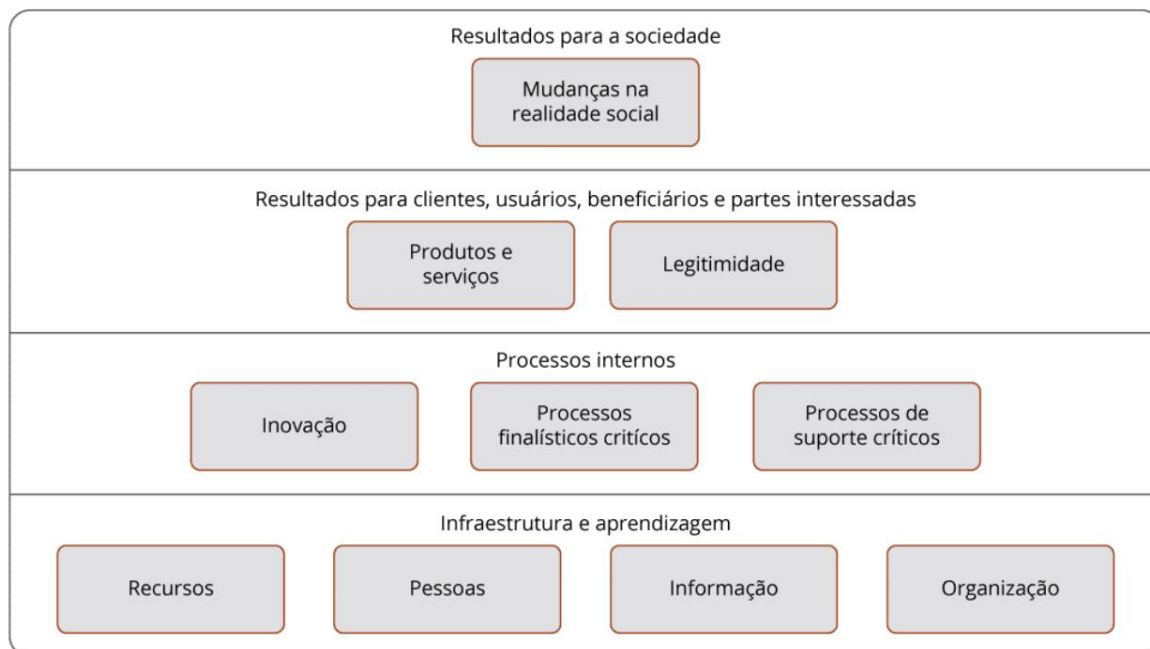 Resultados para a sociedade
Mudanças na
realidade social
Resultados para clientes, usuários, beneficiários e partes interessadas
Produtos e
serviços
Legitimidade
Processos internos
Inovação
Processos
finalísticos critícos
Processos de
suporte críticos
Infraestrutura e aprendizagem
Recursos
Pessoas
Informação
Organização